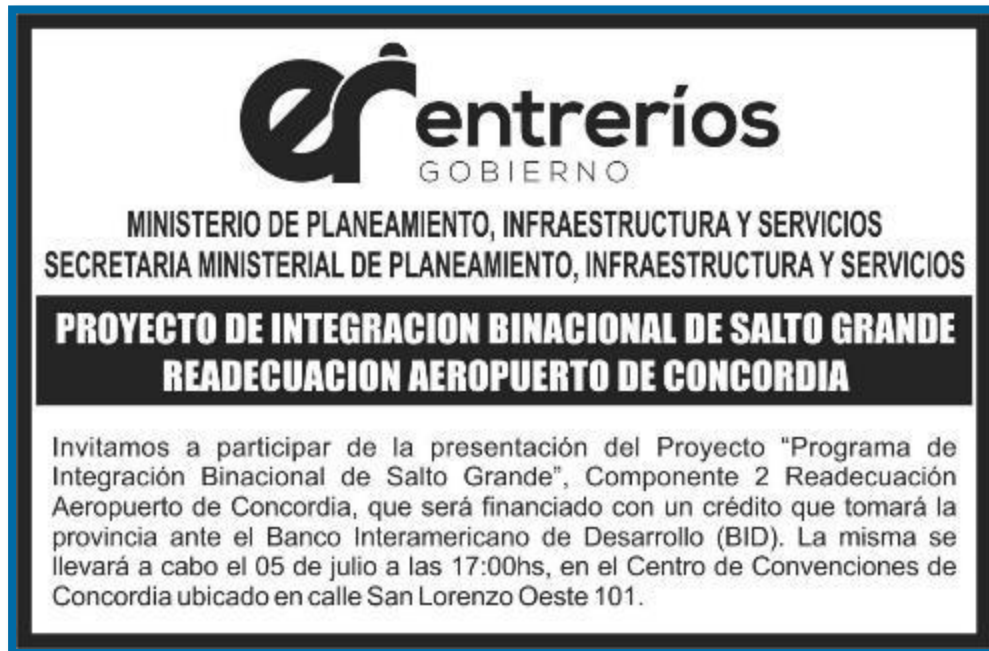 er entreríos
GOBIERNO
MINISTERIO DE PLANEAMIENTO, INFRAESTRUCTURA Y SERVICIOS
SECRETARIA MINISTERIAL DE PLANEAMIENTO, INFRAESTRUCTURA Y SERVICIOS
PROYECTO DE INTEGRACION BINACIONAL DE SALTO GRANDE
READECUACION AEROPUERTO DE CONCORDIA
Invitamos a participar de la presentación del Proyecto “Programa de
Integración Binacional de Salto Grande”, Componente 2 Readecuación
Aeropuerto de Concordia, que será financiado con un crédito que tomará la
provincia ante el Banco Interamericano de Desarrollo (BID). La misma se
llevará a cabo el 05 de julio a las 17:00hs, en el Centro de Convenciones de
Concordia ubicado en calle San Lorenzo Oeste 101.